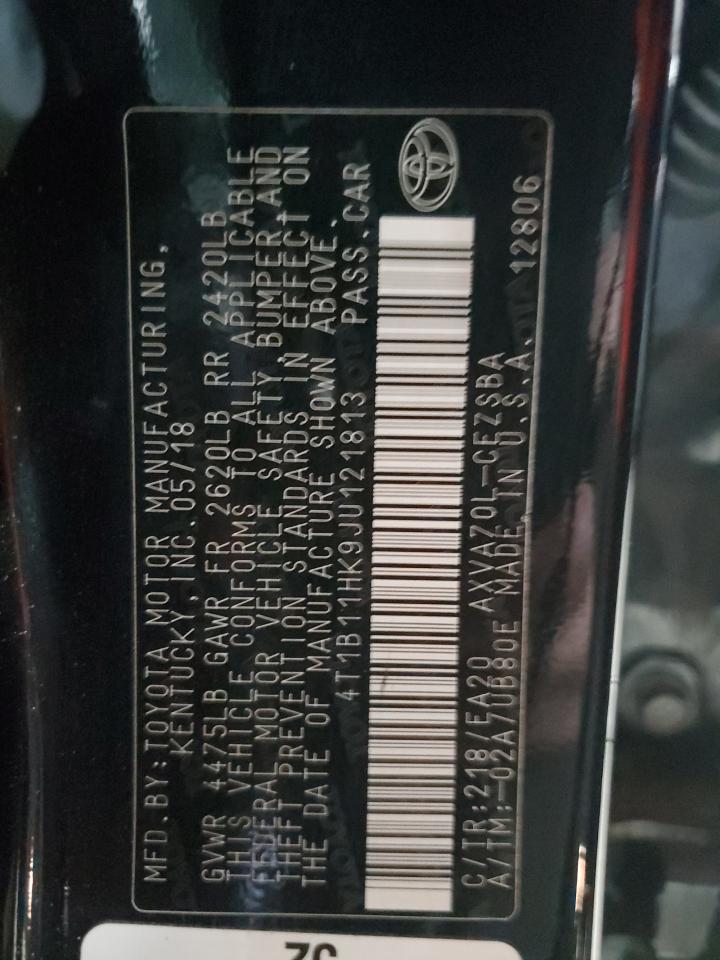 MFD.BY:TOYOTA MOTOR MANUFACTURING,
KENTUCKY,INC.05/18
GVWR 4475LB GAWR FR 2620LB RR 2420LB
THIS VEHICLE CONFORMS TO ALL APPLICABLE
FEDERAL MOTOR VEHICLE SAFETY,BUMPER,AND
THEFT PREVENTION STANDARDS IN EFFECT ON
THE DATE OF MANUFACTURE SHOWN ABOVE.
4T1B11HK9JU121813 PASS.CAR
C/TR:218/EA20 AXVA70L-CEZSBA
A/TM:-02A/UB80E MADE IN U.S.A. 12806